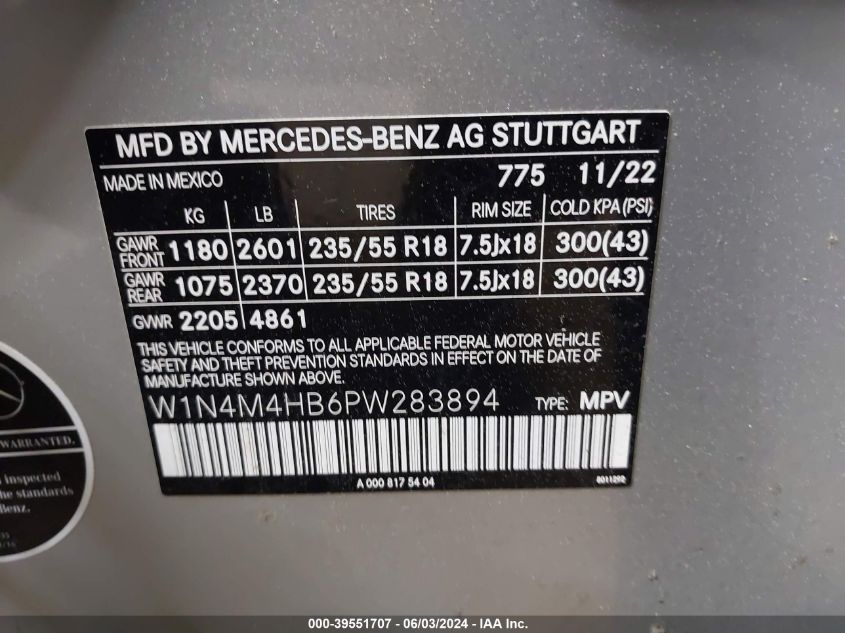 MFD BY MERCEDES-BENZ AG STUTTGART
MADE IN MEXICO 775 11/22
KG LB TIRES RIM SIZE COLD KPA (PSI)
GAWR FRONT 1180 2601 235/55 R18 7.5Jx18 300(43)
GAWR REAR 1075 2370 235/55 R18 7.5Jx18 300(43)
GVWR 2205 4861
THIS VEHICLE CONFORMS TO ALL APPLICABLE FEDERAL MOTOR VEHICLE
SAFETY AND THEFT PREVENTION STANDARDS IN EFFECT ON THE DATE OF
MANUFACTURE SHOWN ABOVE.
W1N4M4HB6PW283894 TYPE: MPV
A 000 817 54 04
WARRANTED.
inspected
he standards
Benz.
000-39551707 - 06/03/2024 - IAA Inc.